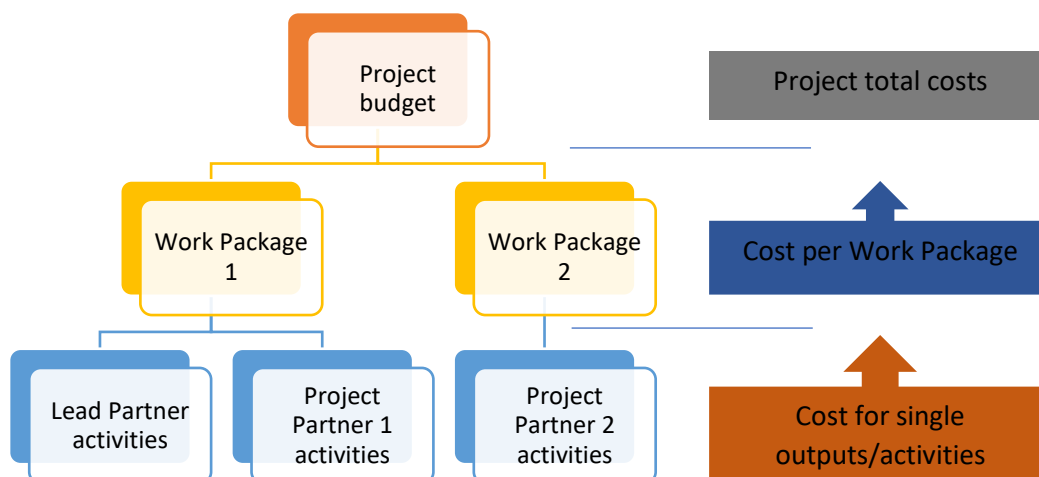 Project
budget
Project total costs
Work Package
1
Work Package
2
Cost per Work Package
Lead Partner
activities
Project
Partner 1
activities
Project
Partner 2
activities
Cost for single
outputs/activities